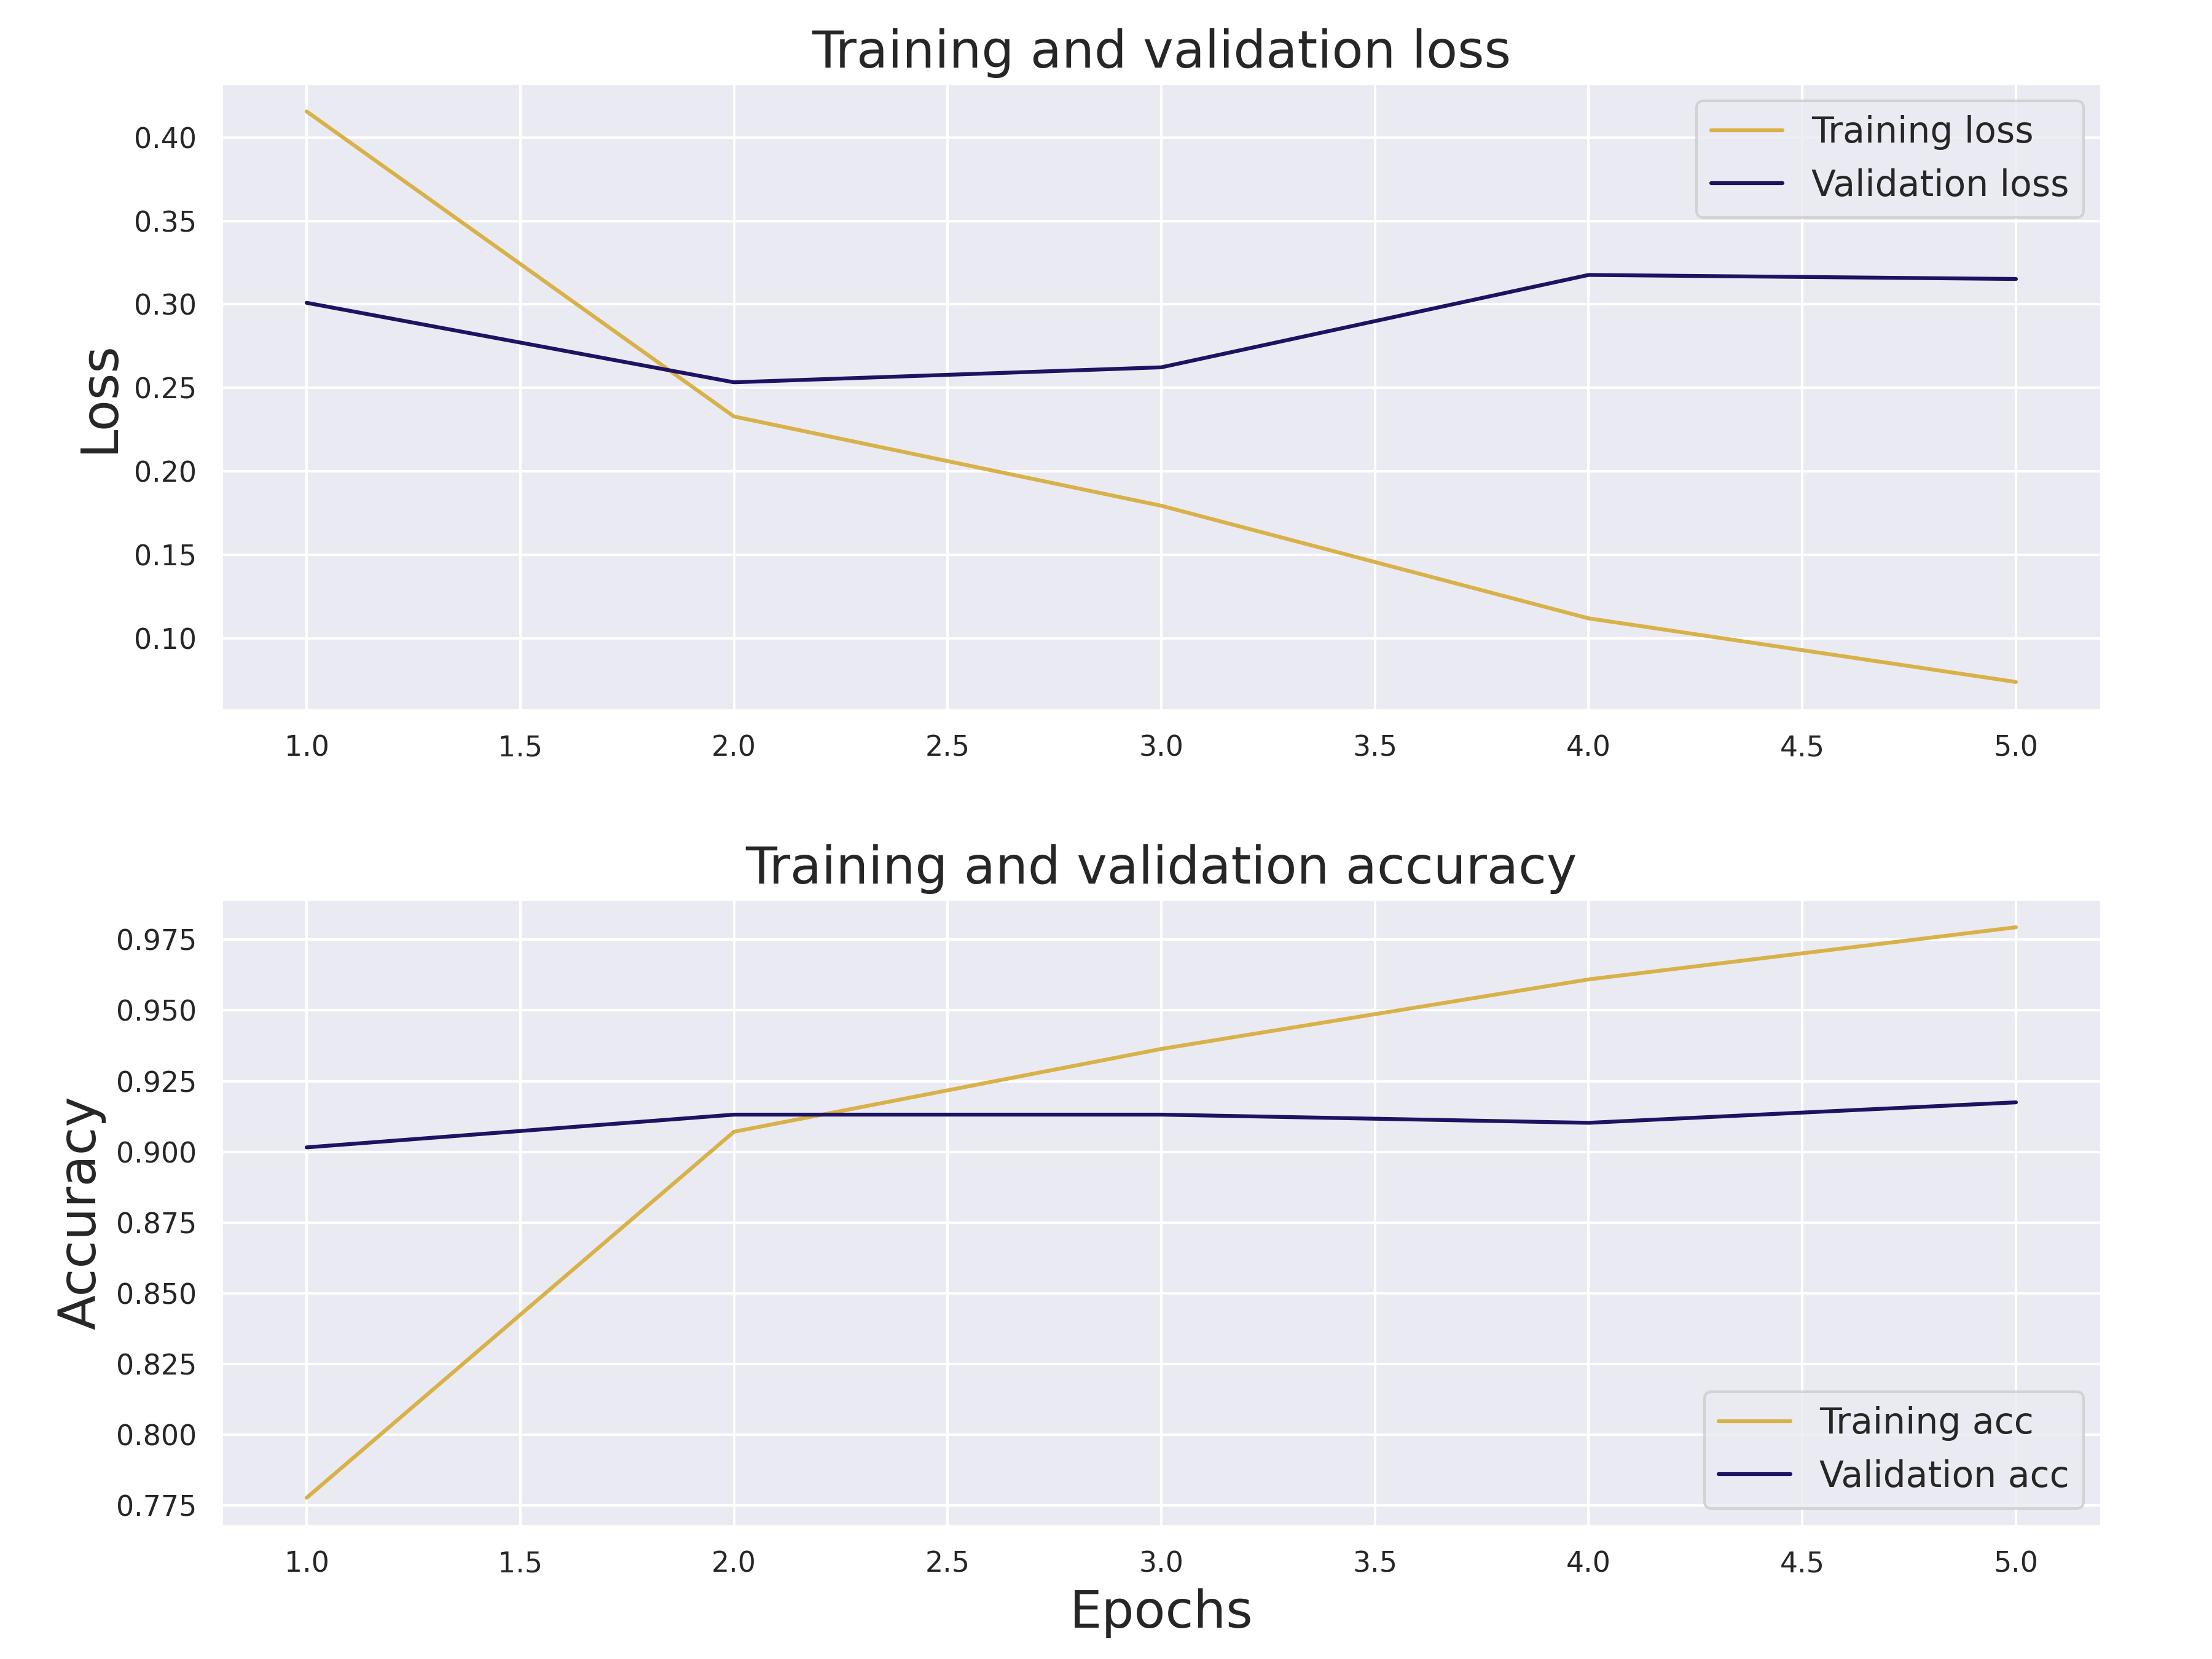 Training and validation loss
Loss
0.40
0.35
0.30
0.25
0.20
0.15
0.10
Training loss
Validation loss
1.0 1.5 2.0 2.5 3.0 3.5 4.0 4.5 5.0
Training and validation accuracy
Accuracy
0.975
0.950
0.925
0.900
0.875
0.850
0.825
0.800
0.775
Training acc
Validation acc
1.0 1.5 2.0 2.5 3.0 3.5 4.0 4.5 5.0
Epochs